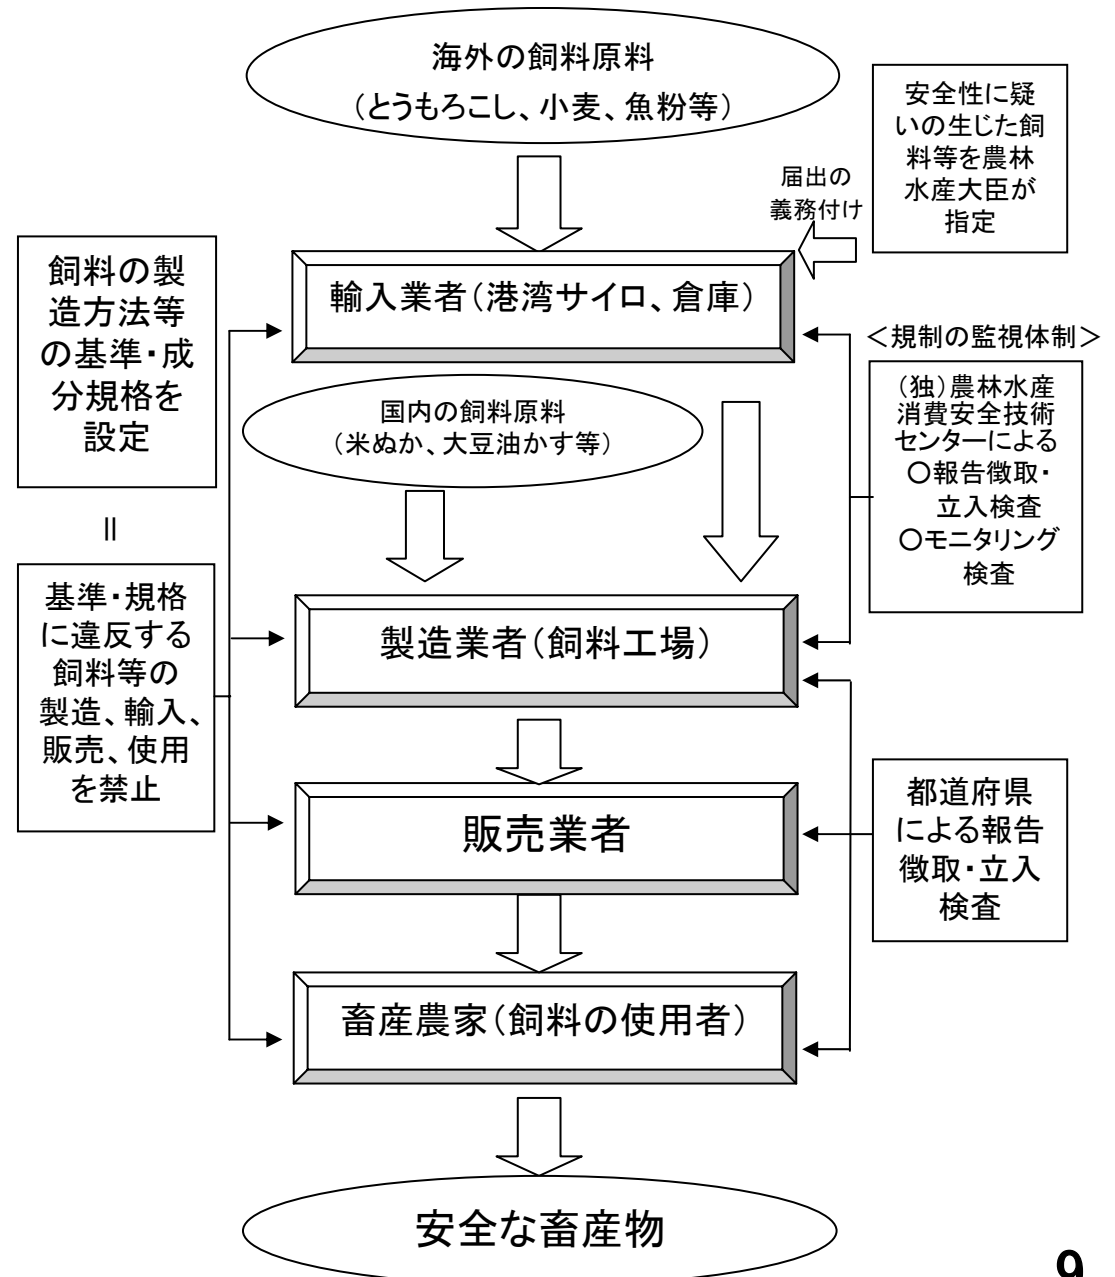 海外の飼料原料
（とうもろこし、小麦、魚粉等）
安全性に疑
いの生じた飼
料等を農林
水産大臣が
指定
届出の
義務付け
飼料の製
造方法等
の基準・成
分規格を
設定
輸入業者（港湾サイロ、倉庫）
＜規制の監視体制＞
（独）農林水産
消費安全技術
センターによる
○報告徴取・
立入検査
○モニタリング
検査
国内の飼料原料
（米ぬか、大豆油かす等）
＝
基準・規格
に違反する
飼料等の
製造、輸入、
販売、使用
を禁止
製造業者（飼料工場）
販売業者
都道府県
による報告
徴取・立入
検査
畜産農家（飼料の使用者）
安全な畜産物
9